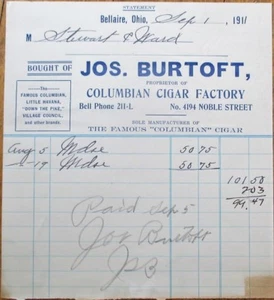 STATEMENT
Bellaire, Ohio, Sep 1, 1911
M Stewart & Ward
BOUGHT OF JOS. BURTOFT,
PROPRIETOR OF
COLUMBIAN CIGAR FACTORY
Bell Phone 211-L No. 4194 NOBLE STREET
THE
FAMOUS COLUMBIAN,
LITTLE HAVANA,
"DOWN THE PIKE,"
VILLAGE COUNCIL,
and other brands.
SOLE MANUFACTURER OF
THE FAMOUS "COLUMBIAN" CIGAR
Aug 5 Mdse 50 75
" 19 Mdse 50 75
101 50
2 03
99.47
Paid Sep 5
Jos Burtoft
JB